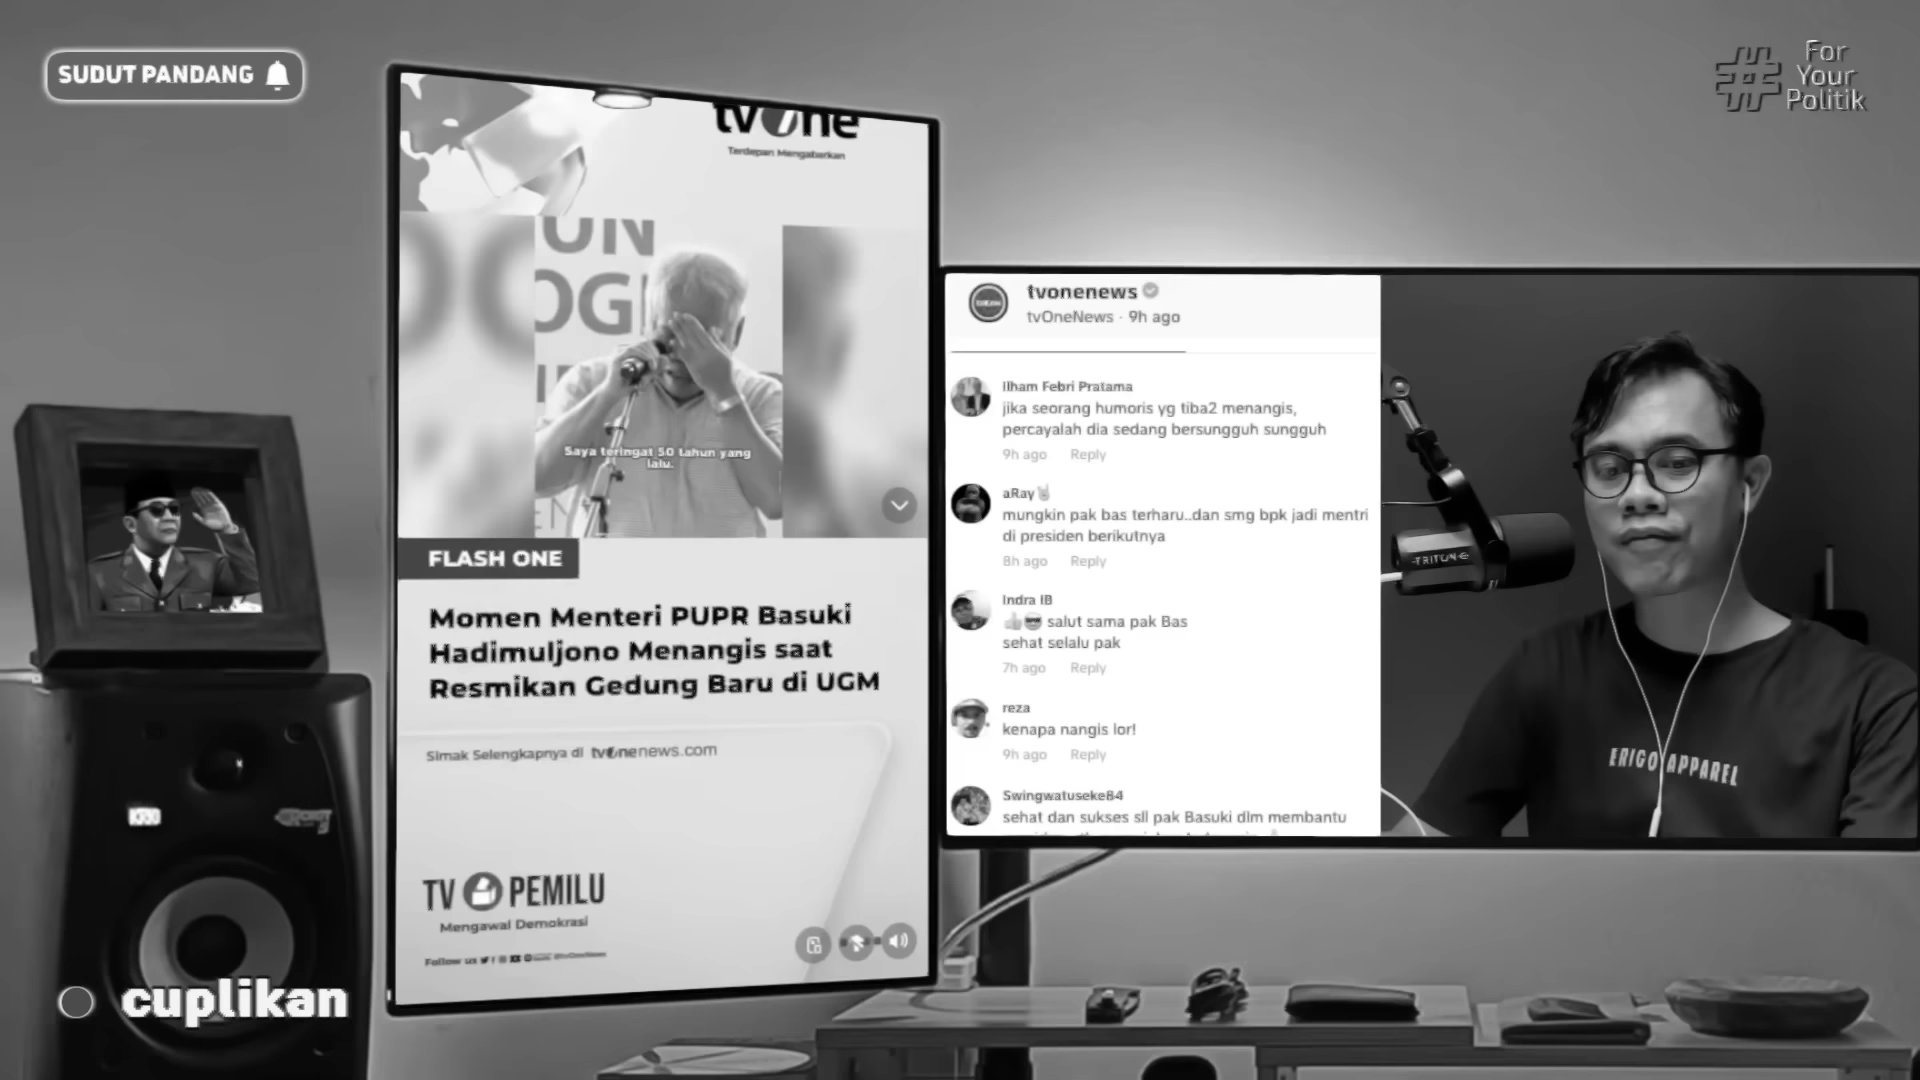 SUDUT PANDANG
# For
Your
Politik
tvOne
Terdepan Mengabarkan
Saya teringat 50 tahun yang
lalu.
FLASH ONE
Momen Menteri PUPR Basuki
Hadimuljono Menangis saat
Resmikan Gedung Baru di UGM
Simak Selengkapnya di tvOnenews.com
TV PEMILU
Mengawal Demokrasi
Follow us
tvonenews
tvOneNews · 9h ago
ilham Febri Pratama
jika seorang humoris yg tiba2 menangis,
percayalah dia sedang bersungguh sungguh
9h ago Reply
aRay🤘
mungkin pak bas terharu..dan smg bpk jadi mentri
di presiden berikutnya
8h ago Reply
Indra IB
👍😎 salut sama pak Bas
sehat selalu pak
7h ago Reply
reza
kenapa nangis lor!
9h ago Reply
Swingwatuseke84
sehat dan sukses sll pak Basuki dlm membantu
TRITON
ERIGO APPAREL
cuplikan